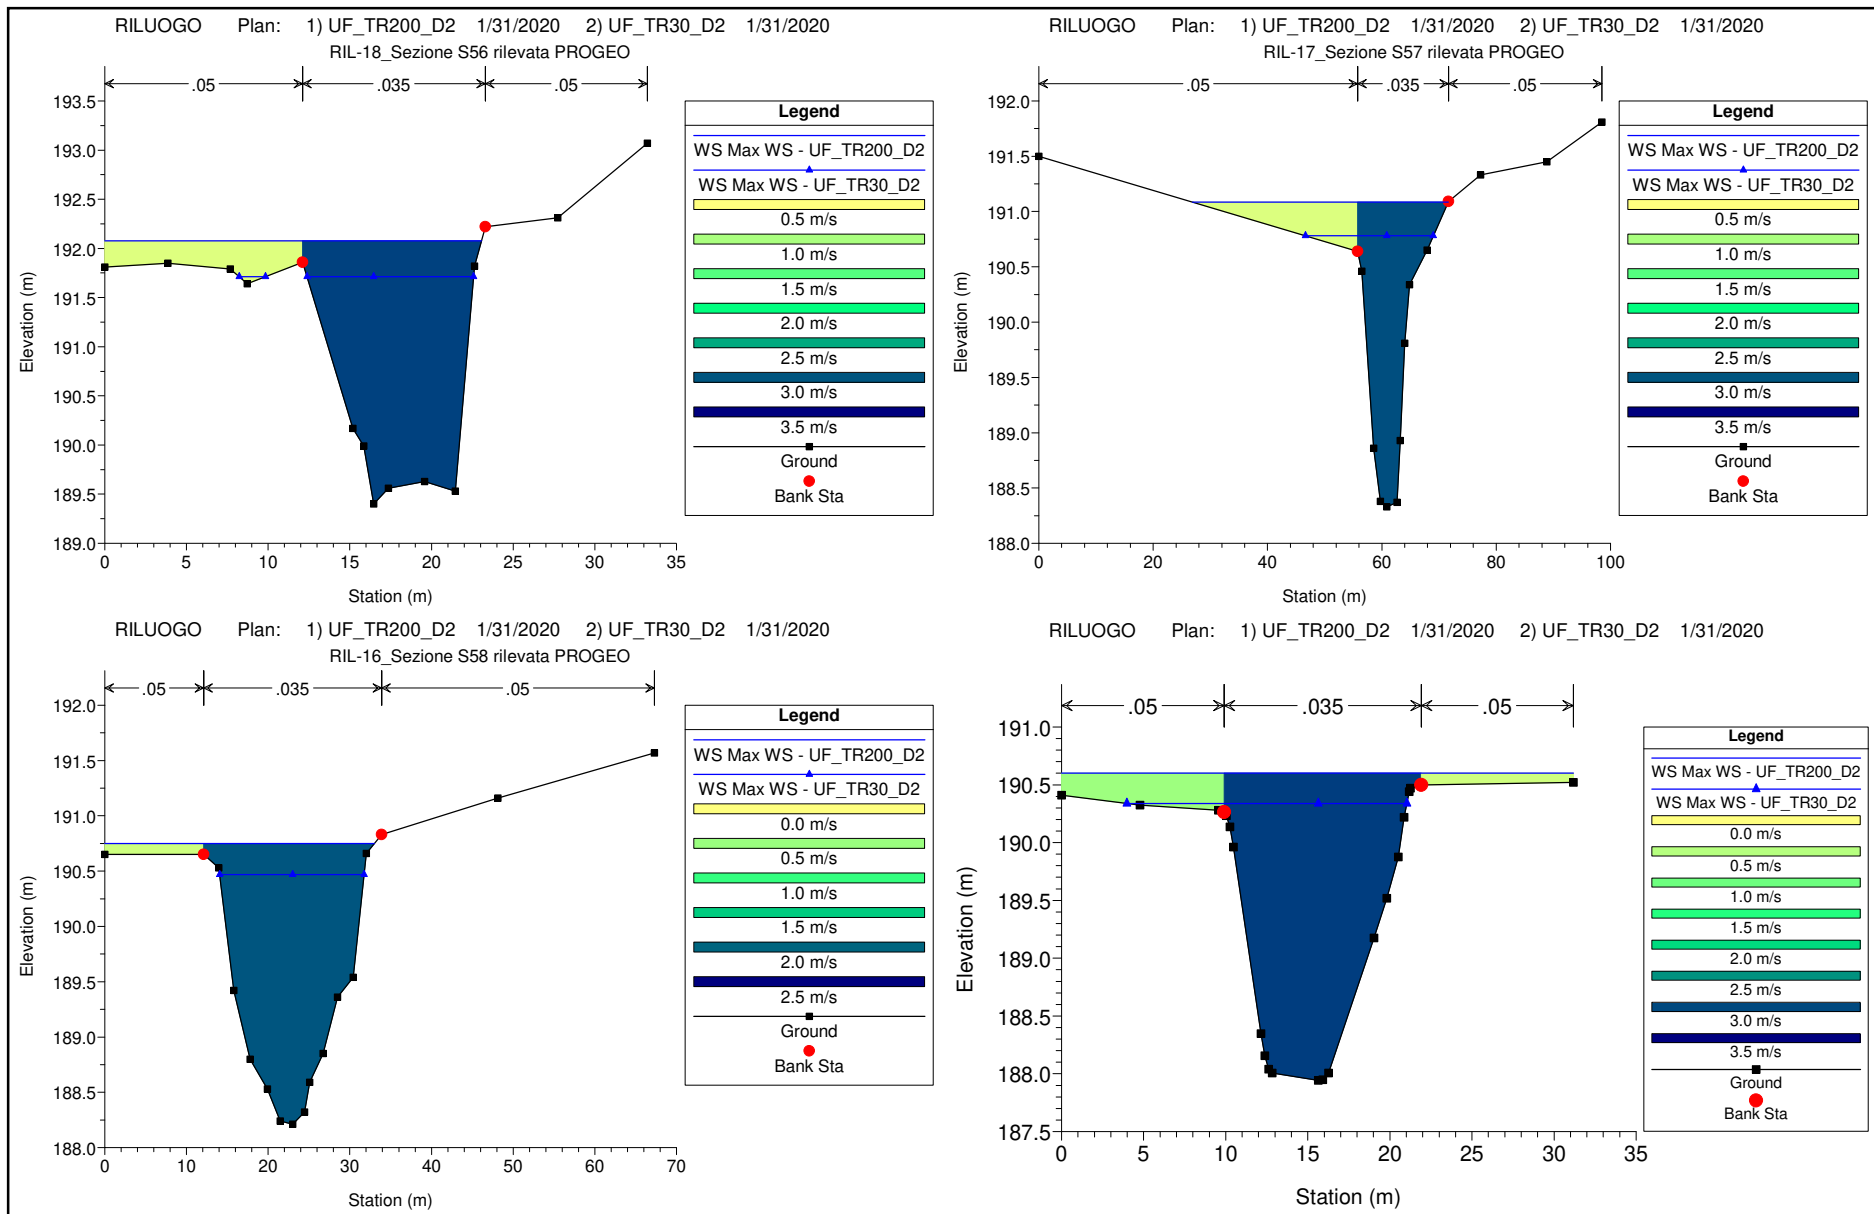 RILUOGO Plan: 1) UF_TR200_D2 1/31/2020 2) UF_TR30_D2 1/31/2020
RIL-18_Sezione S56 rilevata PROGEO
.05 .035 .05
193.5
193.0
192.5
192.0
191.5
191.0
190.5
190.0
189.5
189.0
Elevation (m)
0 5 10 15 20 25 30 35
Station (m)
Legend
WS Max WS - UF_TR200_D2
WS Max WS - UF_TR30_D2
0.5 m/s
1.0 m/s
1.5 m/s
2.0 m/s
2.5 m/s
3.0 m/s
3.5 m/s
Ground
Bank Sta
RILUOGO Plan: 1) UF_TR200_D2 1/31/2020 2) UF_TR30_D2 1/31/2020
RIL-17_Sezione S57 rilevata PROGEO
.05 .035 .05
192.0
191.5
191.0
190.5
190.0
189.5
189.0
188.5
188.0
Elevation (m)
0 20 40 60 80 100
Station (m)
Legend
WS Max WS - UF_TR200_D2
WS Max WS - UF_TR30_D2
0.5 m/s
1.0 m/s
1.5 m/s
2.0 m/s
2.5 m/s
3.0 m/s
3.5 m/s
Ground
Bank Sta
RILUOGO Plan: 1) UF_TR200_D2 1/31/2020 2) UF_TR30_D2 1/31/2020
RIL-16_Sezione S58 rilevata PROGEO
.05 .035 .05
192.0
191.5
191.0
190.5
190.0
189.5
189.0
188.5
188.0
Elevation (m)
0 10 20 30 40 50 60 70
Station (m)
Legend
WS Max WS - UF_TR200_D2
WS Max WS - UF_TR30_D2
0.0 m/s
0.5 m/s
1.0 m/s
1.5 m/s
2.0 m/s
2.5 m/s
Ground
Bank Sta
RILUOGO Plan: 1) UF_TR200_D2 1/31/2020 2) UF_TR30_D2 1/31/2020
.05 .035 .05
191.0
190.5
190.0
189.5
189.0
188.5
188.0
187.5
Elevation (m)
0 5 10 15 20 25 30 35
Station (m)
Legend
WS Max WS - UF_TR200_D2
WS Max WS - UF_TR30_D2
0.0 m/s
0.5 m/s
1.0 m/s
1.5 m/s
2.0 m/s
2.5 m/s
3.0 m/s
3.5 m/s
Ground
Bank Sta